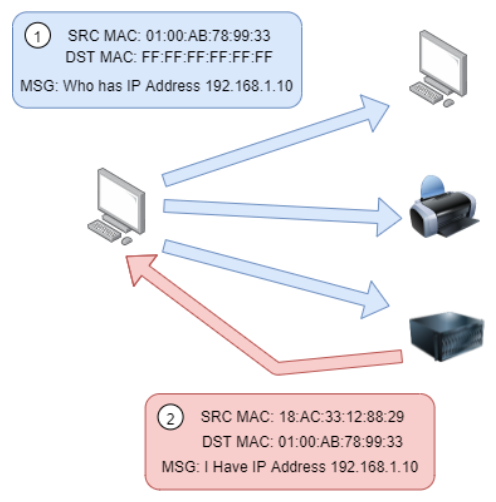 1
SRC MAC: 01:00:AB:78:99:33
DST MAC: FF:FF:FF:FF:FF:FF
MSG: Who has IP Address 192.168.1.10
2
SRC MAC: 18:AC:33:12:88:29
DST MAC: 01:00:AB:78:99:33
MSG: I Have IP Address 192.168.1.10